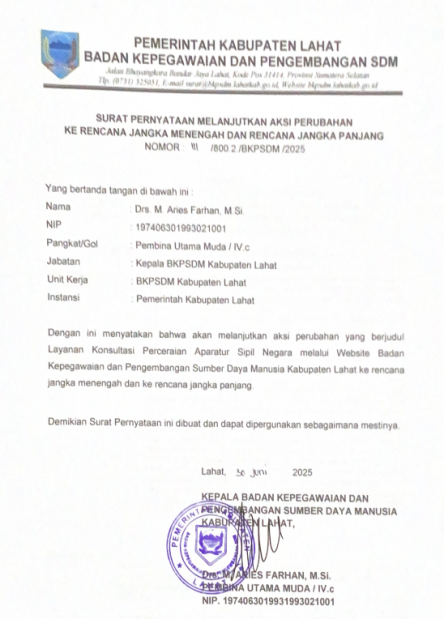 PEMERINTAH KABUPATEN LAHAT
BADAN KEPEGAWAIAN DAN PENGEMBANGAN SDM
Jalan Bhayangkara Bandar Jaya Lahat, Kode Pos 31414, Provinsi Sumatera Selatan
Tlp. (0731) 325031, E-mail surat@bkpsdm.lahatkab.go.id, Website bkpsdm.lahatkab.go.id
SURAT PERNYATAAN MELANJUTKAN AKSI PERUBAHAN
KE RENCANA JANGKA MENENGAH DAN RENCANA JANGKA PANJANG
NOMOR : /800.2 /BKPSDM /2025
Yang bertanda tangan di bawah ini :
Nama : Drs. M. Aries Farhan, M.Si.
NIP : 197406301993021001
Pangkat/Gol : Pembina Utama Muda / IV.c
Jabatan : Kepala BKPSDM Kabupaten Lahat
Unit Kerja : BKPSDM Kabupaten Lahat
Instansi : Pemerintah Kabupaten Lahat
Dengan ini menyatakan bahwa akan melanjutkan aksi perubahan yang berjudul
Layanan Konsultasi Perceraian Aparatur Sipil Negara melalui Website Badan
Kepegawaian dan Pengembangan Sumber Daya Manusia Kabupaten Lahat ke rencana
jangka menengah dan ke rencana jangka panjang.
Demikian Surat Pernyataan ini dibuat dan dapat dipergunakan sebagaimana mestinya.
Lahat, 30 Juni 2025
KEPALA BADAN KEPEGAWAIAN DAN
PENGEMBANGAN SUMBER DAYA MANUSIA
KABUPATEN LAHAT,
PEMERINTAH KABUPATEN
LAHAT
Drs. M. ARIES FARHAN, M.Si.
PEMBINA UTAMA MUDA / IV.c
NIP. 1974063019931993021001